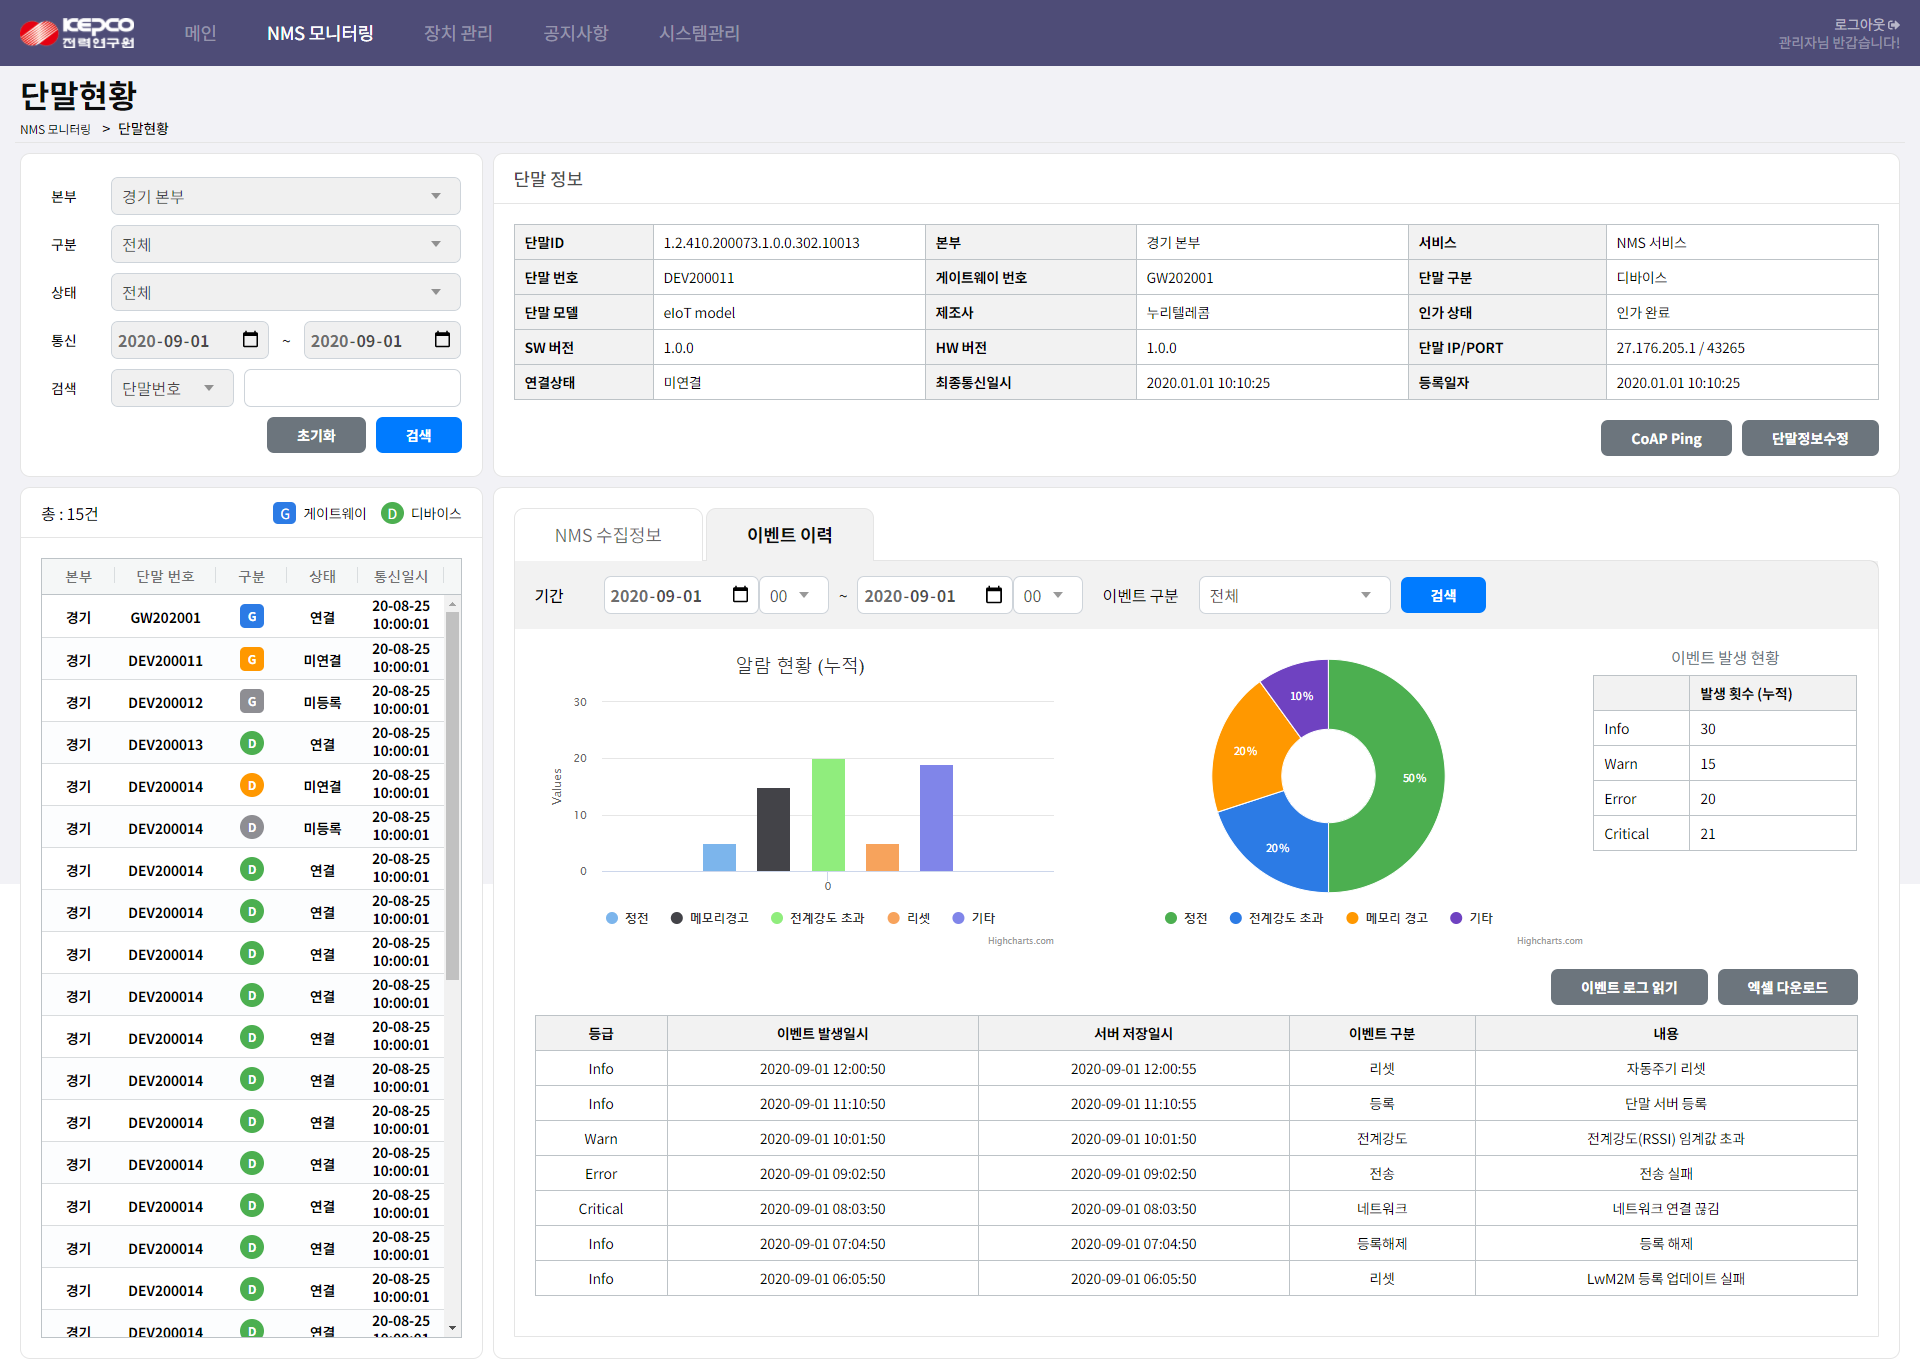 KEPCO 전력연구원
메인 NMS 모니터링 장치 관리 공지사항 시스템관리
로그아웃
관리자님 반갑습니다!
단말현황
NMS 모니터링 > 단말현황
본부 경기 본부
구분 전체
상태 전체
통신 2020-09-01 ~ 2020-09-01
검색 단말번호
초기화 검색
단말 정보
단말ID 1.2.410.200073.1.0.0.302.10013 본부 경기 본부 서비스 NMS 서비스
단말 번호 DEV200011 게이트웨이 번호 GW202001 단말 구분 디바이스
단말 모델 eIoT model 제조사 누리텔레콤 인가 상태 인가 완료
SW 버전 1.0.0 HW 버전 1.0.0 단말 IP/PORT 27.176.205.1 / 43265
연결상태 미연결 최종통신일시 2020.01.01 10:10:25 등록일자 2020.01.01 10:10:25
CoAP Ping 단말정보수정
총 : 15건 G 게이트웨이 D 디바이스
본부 단말 번호 구분 상태 통신일시
경기 GW202001 G 연결 20-08-25 10:00:01
경기 DEV200011 G 미연결 20-08-25 10:00:01
경기 DEV200012 G 미등록 20-08-25 10:00:01
경기 DEV200013 D 연결 20-08-25 10:00:01
경기 DEV200014 D 미연결 20-08-25 10:00:01
경기 DEV200014 D 미등록 20-08-25 10:00:01
경기 DEV200014 D 연결 20-08-25 10:00:01
경기 DEV200014 D 연결 20-08-25 10:00:01
경기 DEV200014 D 연결 20-08-25 10:00:01
경기 DEV200014 D 연결 20-08-25 10:00:01
경기 DEV200014 D 연결 20-08-25 10:00:01
경기 DEV200014 D 연결 20-08-25 10:00:01
경기 DEV200014 D 연결 20-08-25 10:00:01
경기 DEV200014 D 연결 20-08-25 10:00:01
경기 DEV200014 D 연결 20-08-25 10:00:01
경기 DEV200014 D 연결 20-08-25 10:00:01
경기 DEV200014 D 연결 20-08-25 10:00:01
경기 DEV200014 D 연결 20-08-25 10:00:01
NMS 수집정보 이벤트 이력
기간 2020-09-01 00 ~ 2020-09-01 00 이벤트 구분 전체 검색
알람 현황 (누적)
30
20
10
0
Values
0
정전 메모리경고 전계강도 초과 리셋 기타
Highcharts.com
10%
20%
50%
20%
정전 전계강도 초과 메모리 경고 기타
Highcharts.com
이벤트 발생 현황
발생 횟수 (누적)
Info 30
Warn 15
Error 20
Critical 21
이벤트 로그 읽기 엑셀 다운로드
등급 이벤트 발생일시 서버 저장일시 이벤트 구분 내용
Info 2020-09-01 12:00:50 2020-09-01 12:00:55 리셋 자동주기 리셋
Info 2020-09-01 11:10:50 2020-09-01 11:10:55 등록 단말 서버 등록
Warn 2020-09-01 10:01:50 2020-09-01 10:01:50 전계강도 전계강도(RSSI) 임계값 초과
Error 2020-09-01 09:02:50 2020-09-01 09:02:50 전송 전송 실패
Critical 2020-09-01 08:03:50 2020-09-01 08:03:50 네트워크 네트워크 연결 끊김
Info 2020-09-01 07:04:50 2020-09-01 07:04:50 등록해제 등록 해제
Info 2020-09-01 06:05:50 2020-09-01 06:05:50 리셋 LwM2M 등록 업데이트 실패